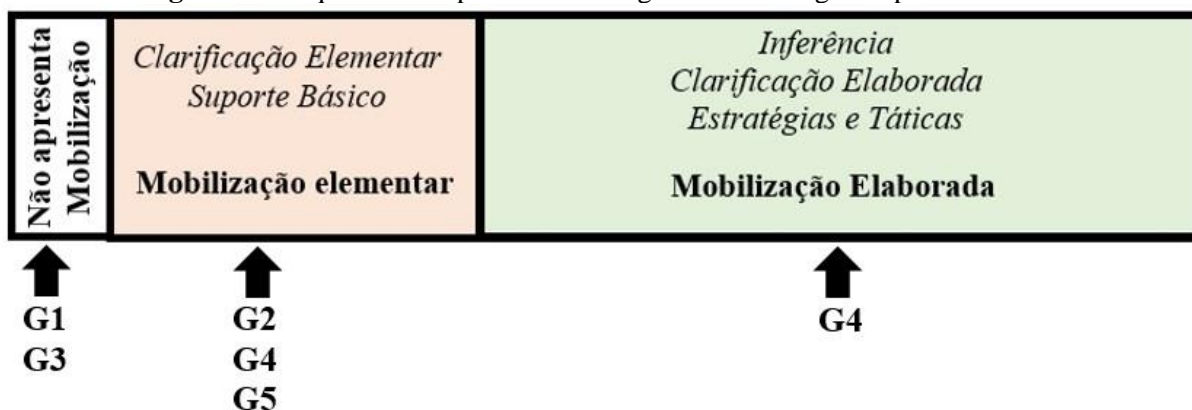 Não apresenta
Mobilização
Clarificação Elementar
Suporte Básico
Mobilização elementar
Inferência
Clarificação Elaborada
Estratégias e Táticas
Mobilização Elaborada
G1
G3
G2
G4
G5
G4